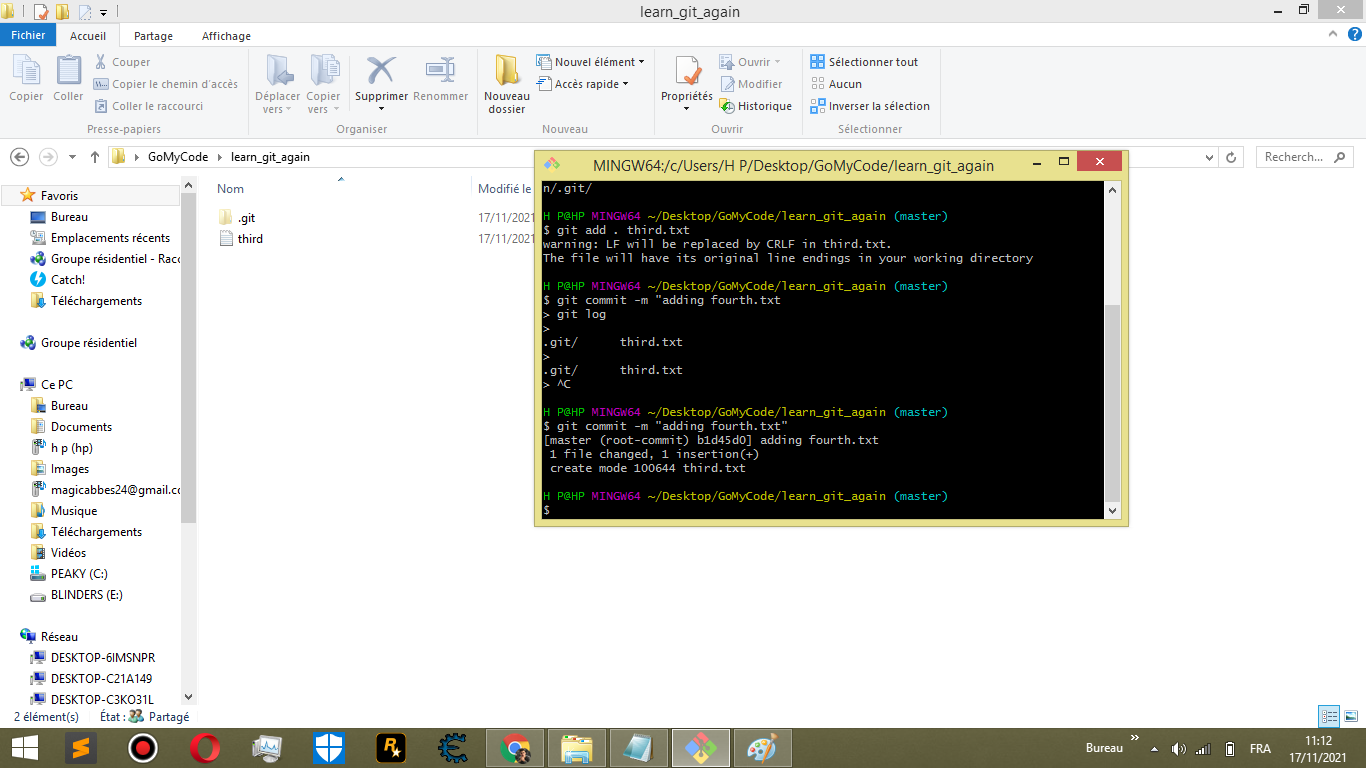 learn_git_again
Fichier Accueil Partage Affichage
Copier
Coller
Couper
Copier le chemin d'accès
Coller le raccourci
Presse-papiers
Déplacer vers
Copier vers
Supprimer
Renommer
Organiser
Nouveau dossier
Nouvel élément
Accès rapide
Nouveau
Propriétés
Ouvrir
Modifier
Historique
Ouvrir
Sélectionner tout
Aucun
Inverser la sélection
Sélectionner
GoMyCode learn_git_again
Recherch...
Favoris
Bureau
Emplacements récents
Groupe résidentiel - Raco
Catch!
Téléchargements
Groupe résidentiel
Ce PC
Bureau
Documents
h p (hp)
Images
magicabbes24@gmail.co
Musique
Téléchargements
Vidéos
PEAKY (C:)
BLINDERS (E:)
Réseau
DESKTOP-6IMSNPR
DESKTOP-C21A149
DESKTOP-C3KO31L
Nom Modifié le
.git 17/11/2021
third 17/11/2021
MINGW64:/c/Users/H P/Desktop/GoMyCode/learn_git_again
n/.git/
H P@HP MINGW64 ~/Desktop/GoMyCode/learn_git_again (master)
$ git add . third.txt
warning: LF will be replaced by CRLF in third.txt.
The file will have its original line endings in your working directory
H P@HP MINGW64 ~/Desktop/GoMyCode/learn_git_again (master)
$ git commit -m "adding fourth.txt
> git log
>
.git/ third.txt
>
.git/ third.txt
> ^C
H P@HP MINGW64 ~/Desktop/GoMyCode/learn_git_again (master)
$ git commit -m "adding fourth.txt"
[master (root-commit) b1d45d0] adding fourth.txt
1 file changed, 1 insertion(+)
create mode 100644 third.txt
H P@HP MINGW64 ~/Desktop/GoMyCode/learn_git_again (master)
$
2 élément(s) État : Partagé
Bureau FRA
11:12
17/11/2021